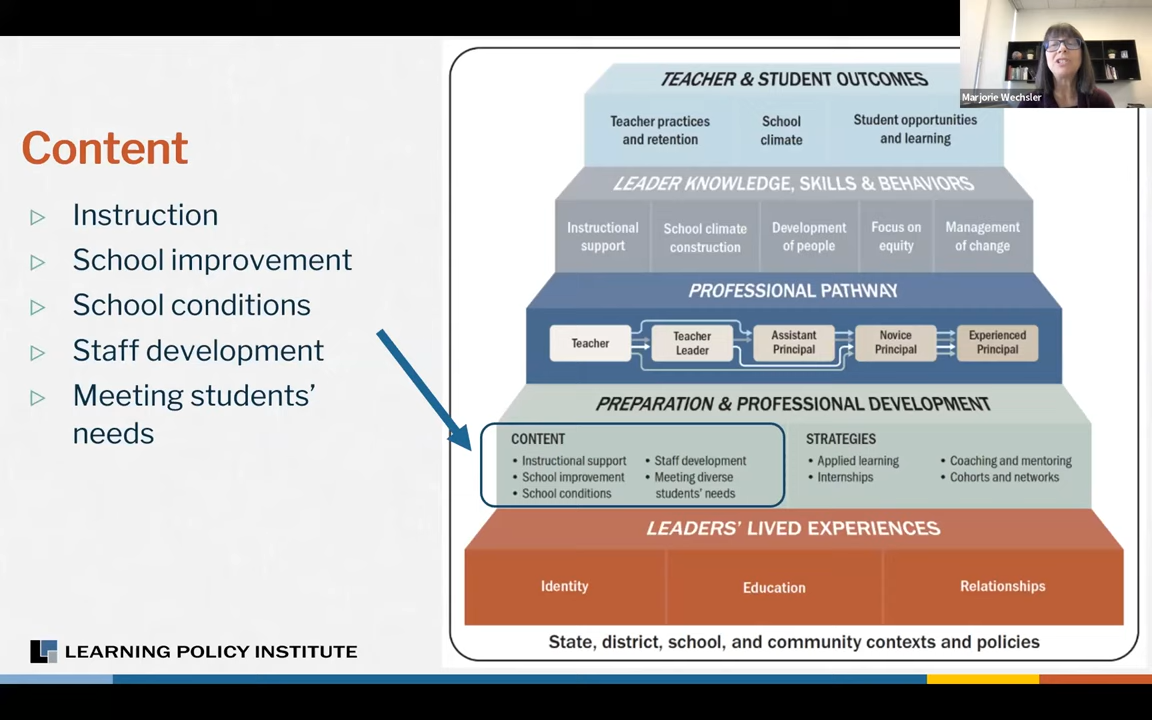 Content
Instruction
School improvement
School conditions
Staff development
Meeting students’
needs
LEARNING POLICY INSTITUTE
TEACHER & STUDENT OUTCOMES
Teacher practices
and retention
School
climate
Student opportunities
and learning
LEADER KNOWLEDGE, SKILLS & BEHAVIORS
Instructional
support
School climate
construction
Development
of people
Focus on
equity
Management
of change
PROFESSIONAL PATHWAY
Teacher
Teacher
Leader
Assistant
Principal
Novice
Principal
Experienced
Principal
PREPARATION & PROFESSIONAL DEVELOPMENT
CONTENT
• Instructional support
• School improvement
• School conditions
• Staff development
• Meeting diverse
students’ needs
STRATEGIES
• Applied learning
• Internships
• Coaching and mentoring
• Cohorts and networks
LEADERS’ LIVED EXPERIENCES
Identity
Education
Relationships
State, district, school, and community contexts and policies
Marjorie Wechsler